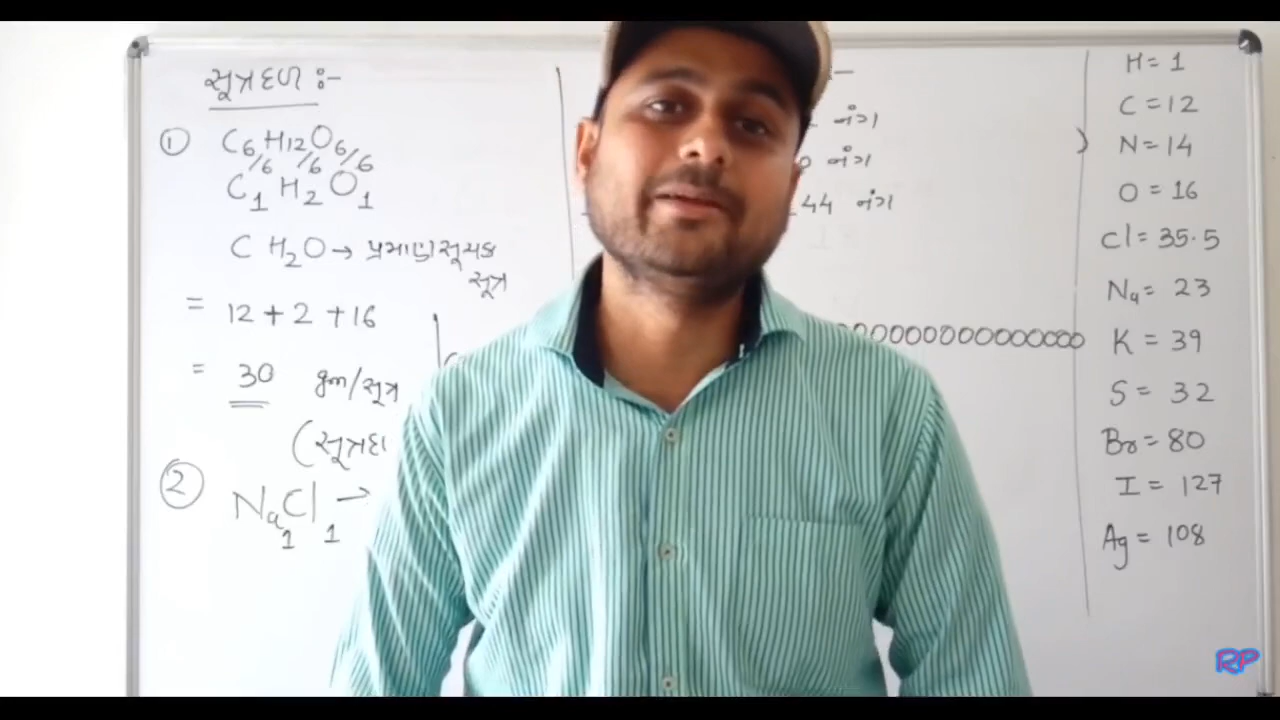 સૂત્રદળ :-
① C6H12O6
/6 /6 /6
C1H2O1
CH2O → પ્રમાણસૂચક
સૂત્ર
= 12 + 2 + 16
= 30 gm/સૂત્ર
② NaCl →
1 1
નંગ
નંગ
44 નંગ
H = 1
C = 12
N = 14
O = 16
Cl = 35.5
Na = 23
K = 39
S = 32
Br = 80
I = 127
Ag = 108
RP